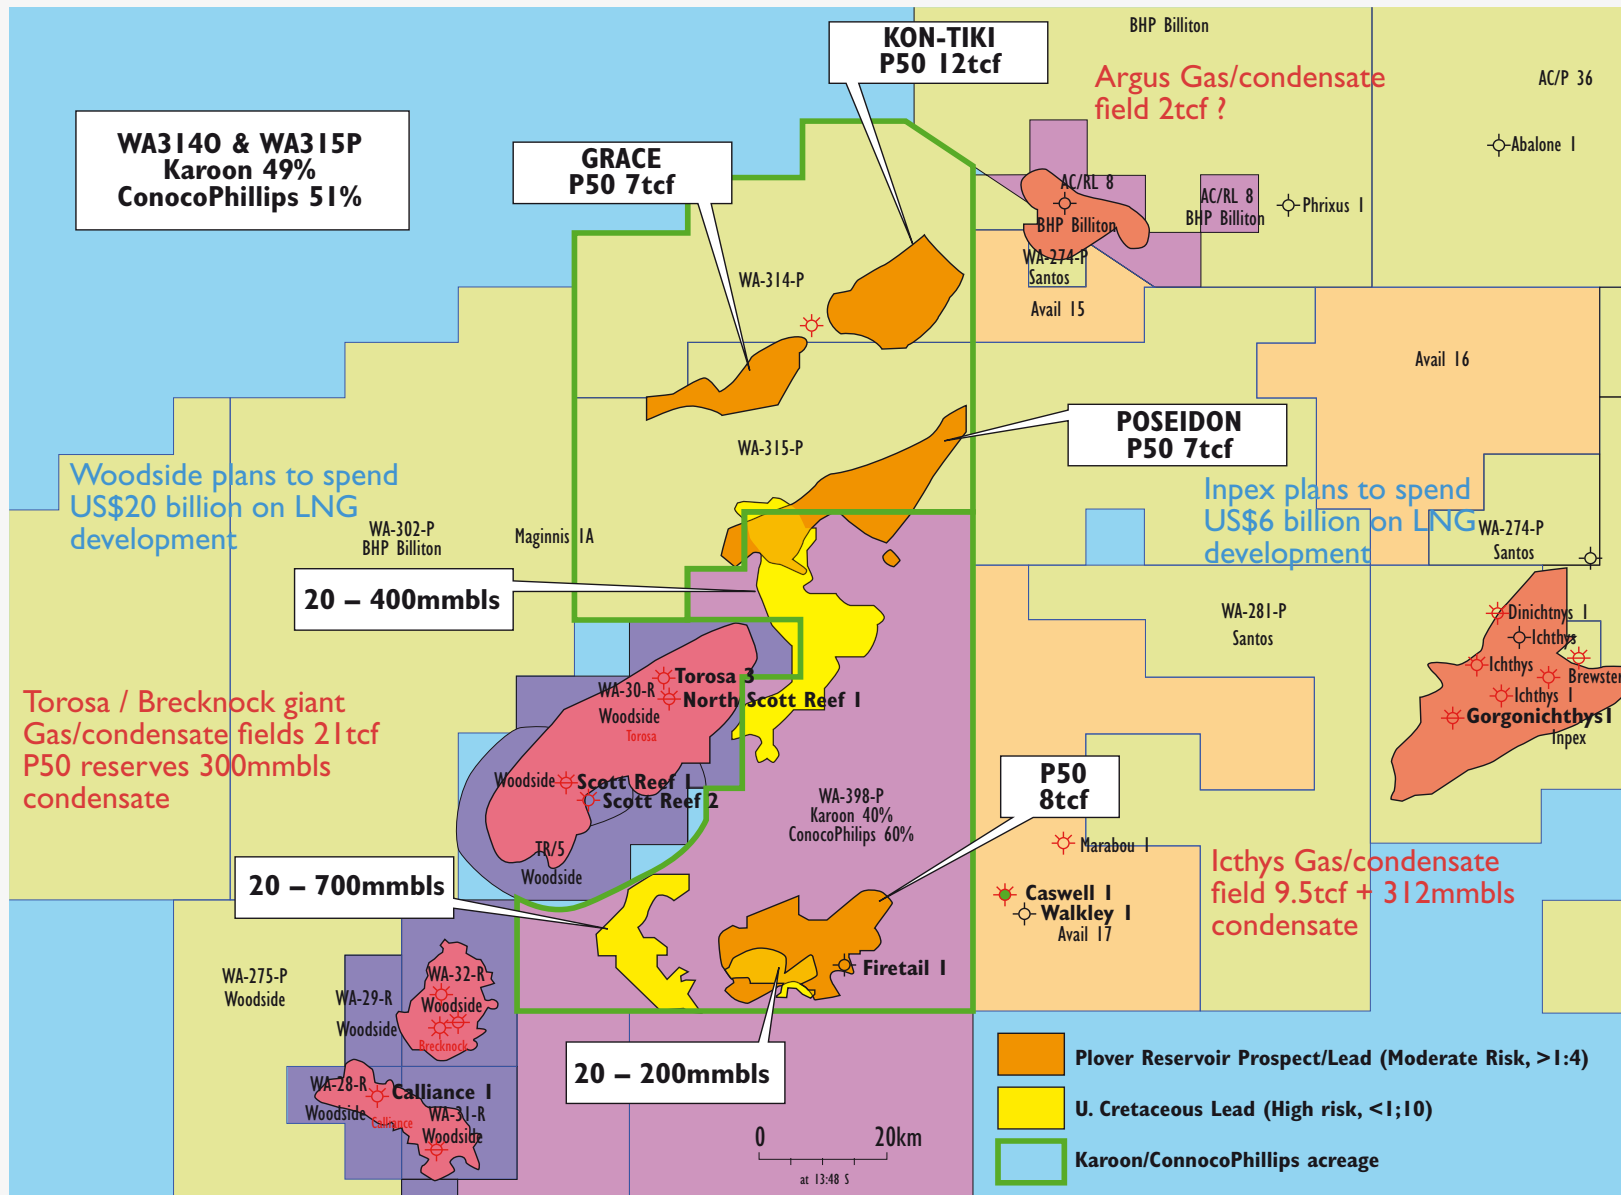 BHP Billiton
KON-TIKI
P50 12tcf
Argus Gas/condensate
field 2tcf ?
AC/P 36
WA314O & WA315P
Karoon 49%
ConocoPhillips 51%
GRACE
P50 7tcf
Abalone 1
AC/RL 8
BHP Billiton
AC/RL 8
BHP Billiton
Phrixus 1
WA-274-P
Santos
WA-314-P
Avail 15
Avail 16
POSEIDON
P50 7tcf
WA-315-P
Woodside plans to spend
US$20 billion on LNG
development
WA-302-P
BHP Billiton
Maginnis 1A
Inpex plans to spend
US$6 billion on LNG
development
WA-274-P
Santos
20 – 400mmbls
WA-281-P
Santos
Dinichtnys 1
Ichthys
Ichthys
Brewster
Ichthys 1
Gorgonichthys1
Inpex
Torosa / Brecknock giant
Gas/condensate fields 21tcf
P50 reserves 300mmbls
condensate
Torosa 3
WA-30-R
North Scott Reef 1
Woodside
Torosa
Woodside
Scott Reef 1
Scott Reef 2
TR/5
Woodside
WA-398-P
Karoon 40%
ConocoPhilips 60%
P50
8tcf
Marabou 1
Caswell 1
Walkley 1
Avail 17
Icthys Gas/condensate
field 9.5tcf + 312mmbls
condensate
20 – 700mmbls
Firetail 1
WA-275-P
Woodside
WA-32-R
Woodside
Brecknock
WA-29-R
Woodside
WA-28-R
Woodside
Calliance 1
Calliance
WA-31-R
Woodside
20 – 200mmbls
0 20km
at 13:48 S
Plover Reservoir Prospect/Lead (Moderate Risk, >1:4)
U. Cretaceous Lead (High risk, <1;10)
Karoon/ConnocoPhillips acreage